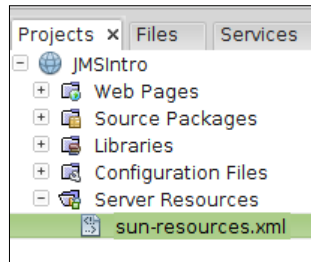 Projects × Files Services
JMSIntro
Web Pages
Source Packages
Libraries
Configuration Files
Server Resources
sun-resources.xml